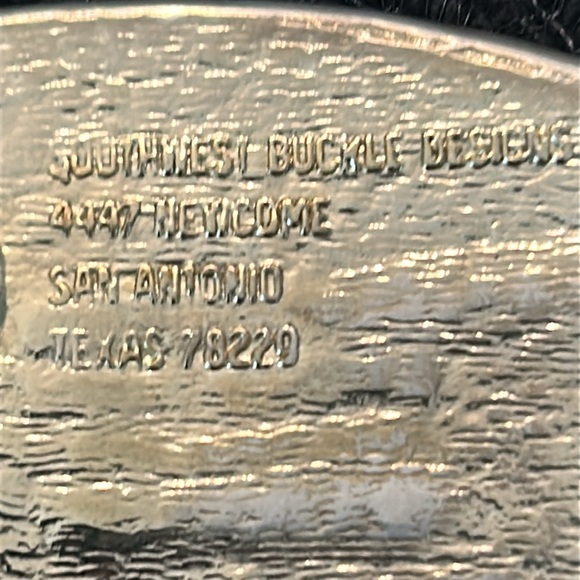 SOUTHWEST BUCKLE DESIGNS
4447 NEWCOME
SAN ANTONIO
TEXAS 78229